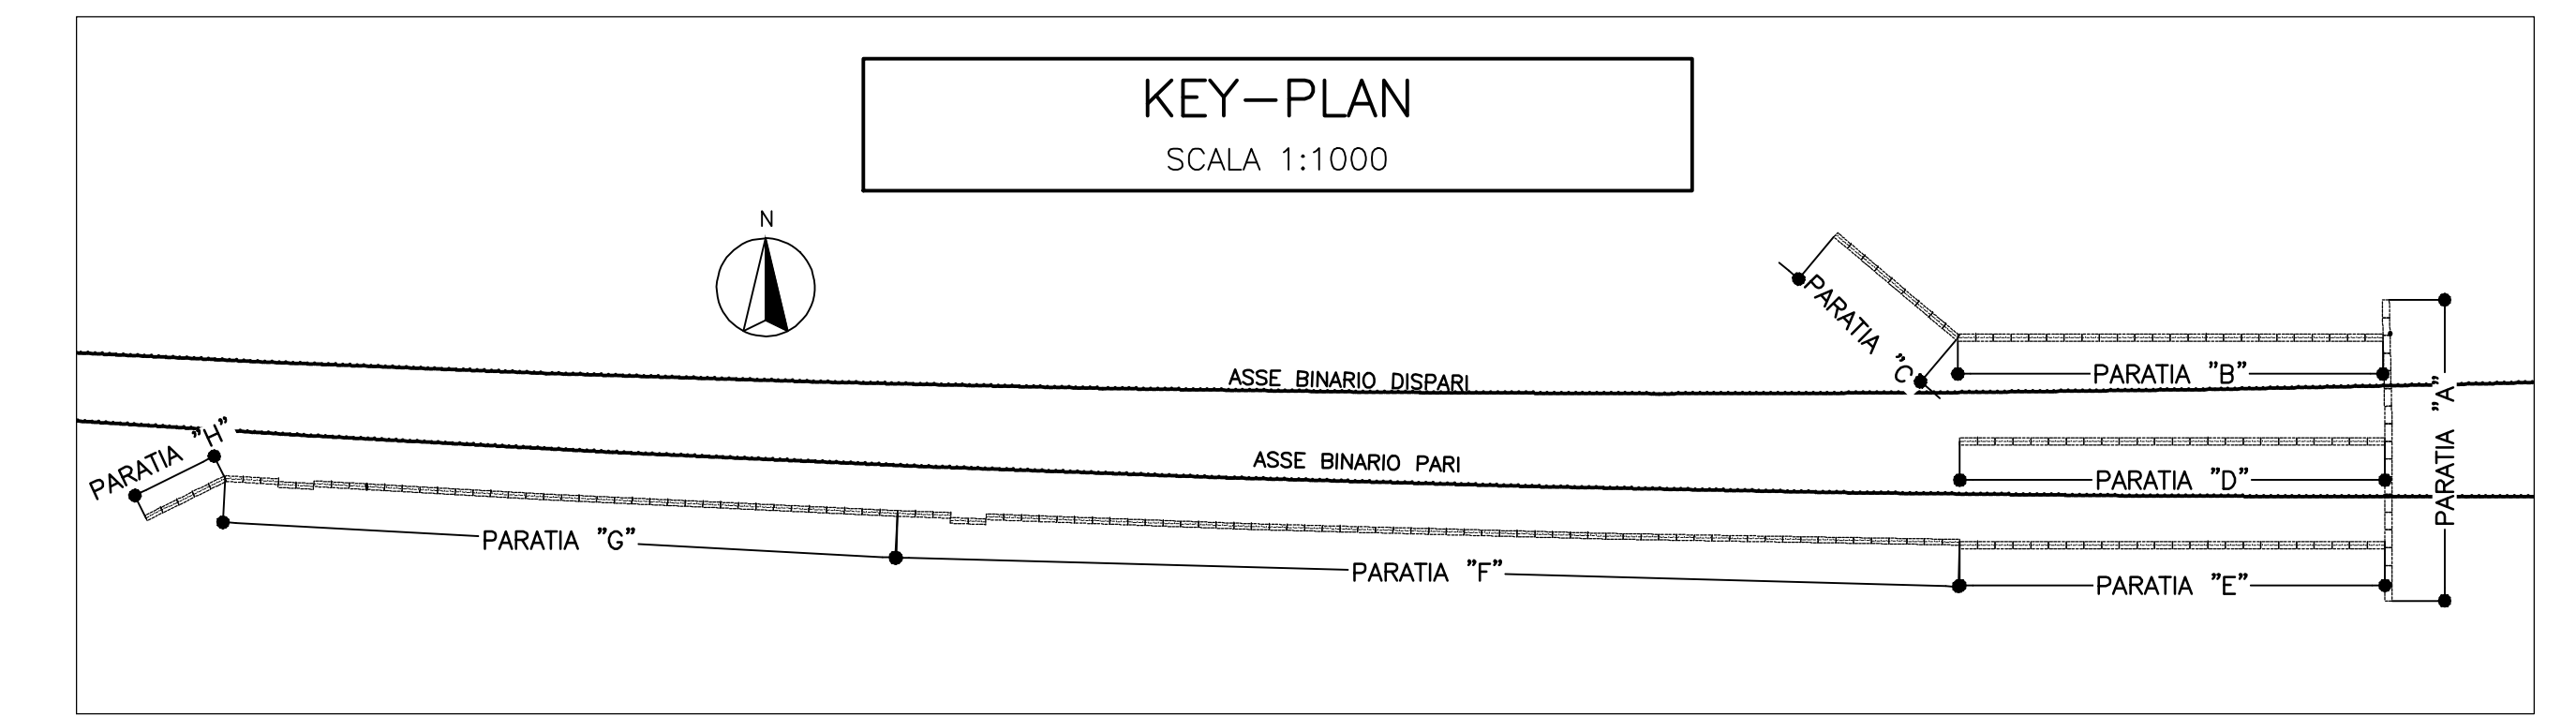 KEY-PLAN
SCALA 1:1000
N
PARATIA "C"
PARATIA "B"
ASSE BINARIO DISPARI
PARATIA "A"
PARATIA "H"
ASSE BINARIO PARI
PARATIA "D"
PARATIA "G"
PARATIA "F"
PARATIA "E"